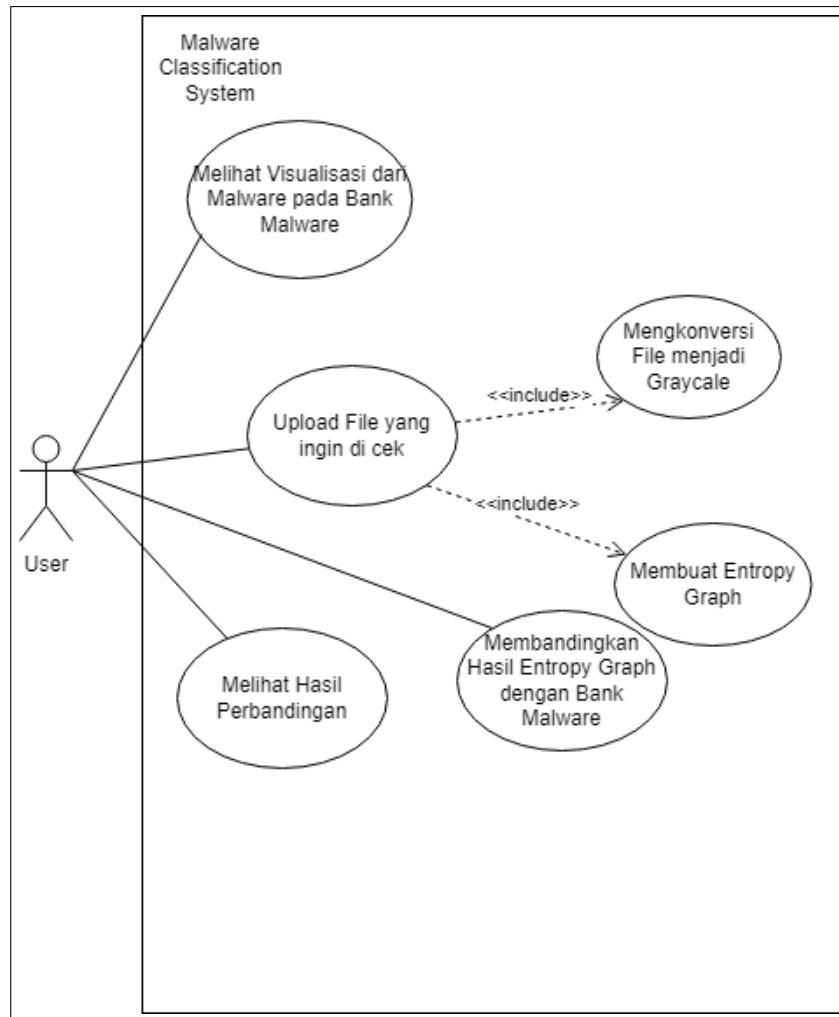 Malware
Classification
System
Melihat Visualisasi dari
Malware pada Bank
Malware
Mengkonversi
File menjadi
Graycale
<<include>>
Upload File yang
ingin di cek
<<include>>
User
Membuat Entropy
Graph
Membandingkan
Hasil Entropy Graph
dengan Bank
Malware
Melihat Hasil
Perbandingan